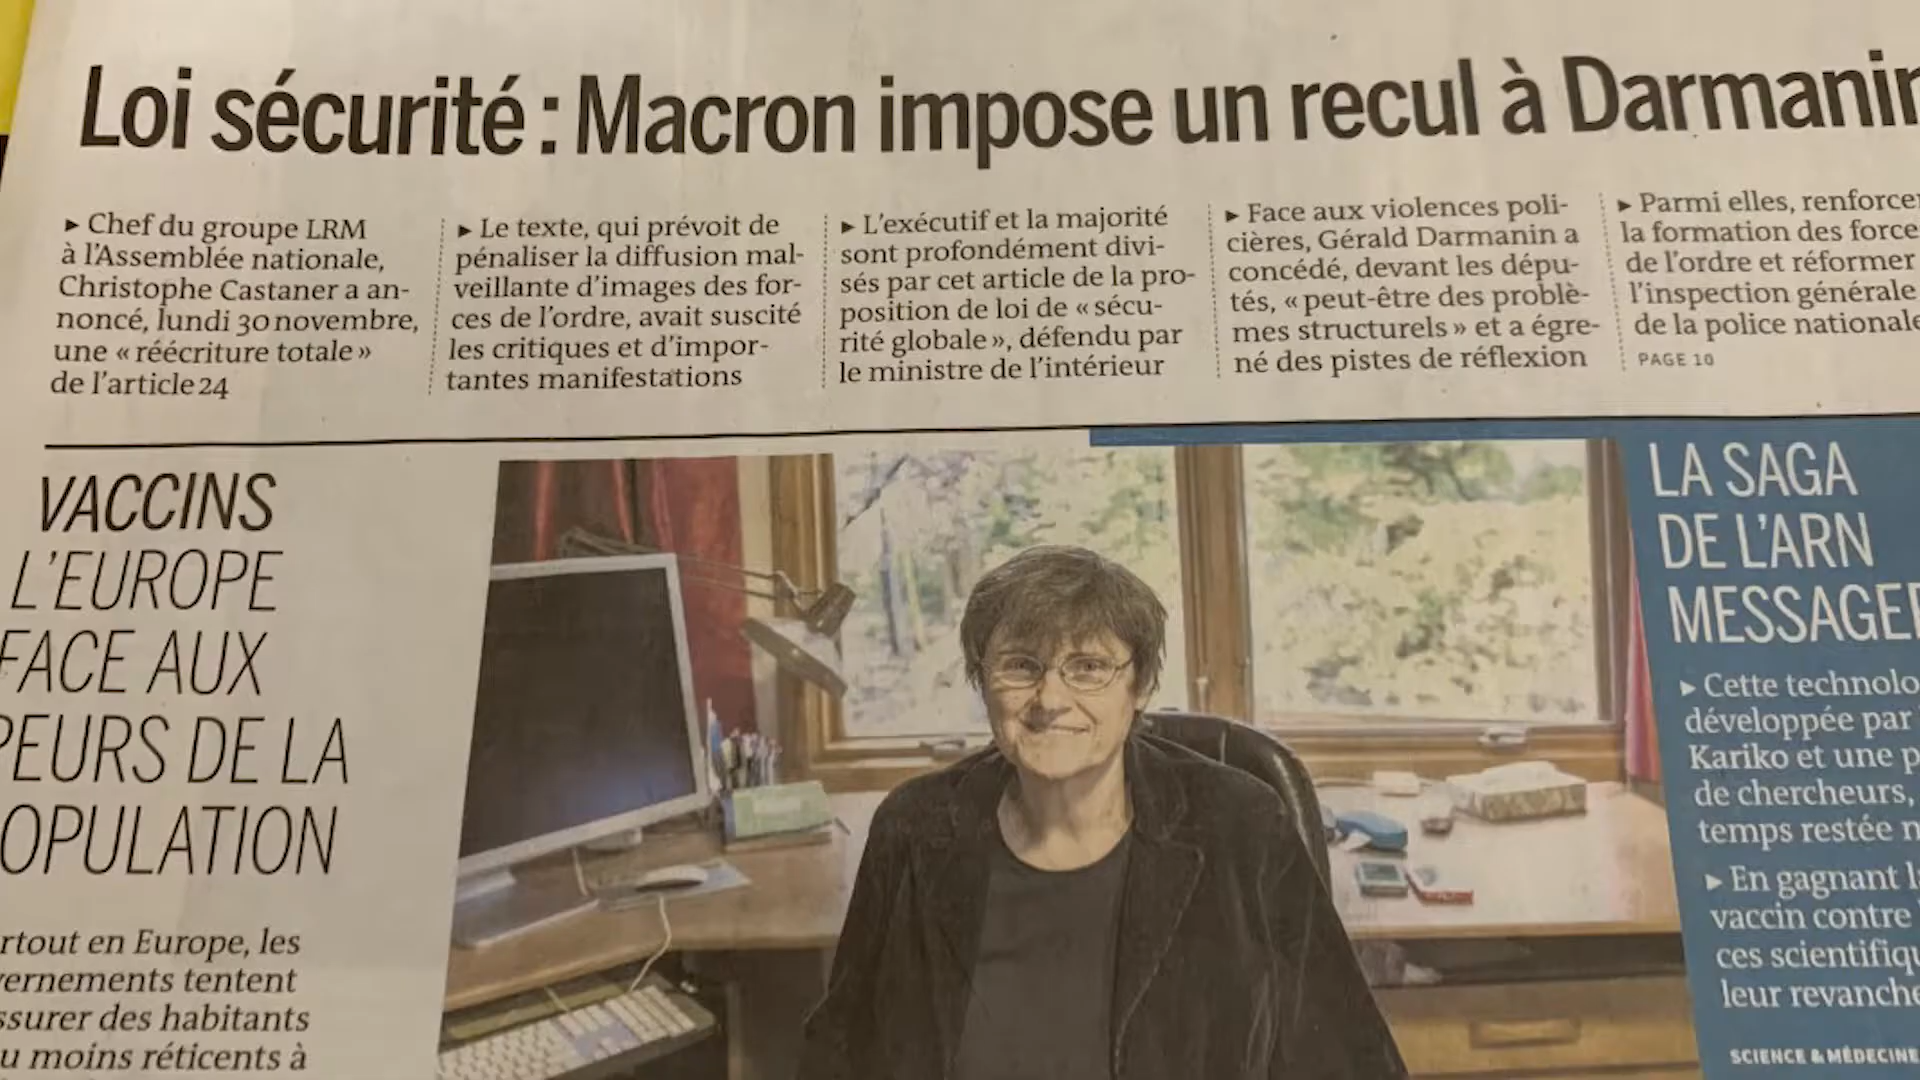 Loi sécurité : Macron impose un recul à Darmanin
▸ Chef du groupe LRM
à l’Assemblée nationale,
Christophe Castaner a an-
noncé, lundi 30 novembre,
une « réécriture totale »
de l’article 24
▸ Le texte, qui prévoit de
pénaliser la diffusion mal-
veillante d’images des for-
ces de l’ordre, avait suscité
les critiques et d’impor-
tantes manifestations
▸ L’exécutif et la majorité
sont profondément divi-
sés par cet article de la pro-
position de loi de « sécu-
rité globale », défendu par
le ministre de l’intérieur
▸ Face aux violences poli-
cières, Gérald Darmanin a
concédé, devant les dépu-
tés, « peut-être des problè-
mes structurels » et a égre-
né des pistes de réflexion
▸ Parmi elles, renforcer
la formation des force
de l’ordre et réformer
l’inspection générale
de la police nationale
PAGE 10
VACCINS
L’EUROPE
FACE AUX
PEURS DE LA
OPULATION
rtout en Europe, les
vernements tentent
ssurer des habitants
u moins réticents à
LA SAGA
DE L’ARN
MESSAGER
▸ Cette technolo
développée par
Kariko et une p
de chercheurs,
temps restée n
▸ En gagnant la
vaccin contre
ces scientifiqu
leur revanche
SCIENCE & MÉDECINE